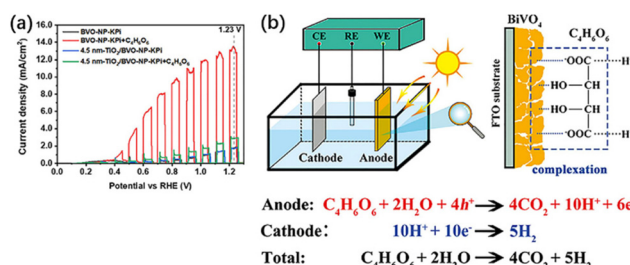 (a)
1.23 V
BVO-NP-KPi
BVO-NP-KPi+C₄H₆O₆
4.5 nm-TiO₂/BVO-NP-KPi
4.5 nm-TiO₂/BVO-NP-KPi+C₄H₆O₆
Current density (mA/cm²)
16.0
14.0
12.0
10.0
8.0
6.0
4.0
2.0
0.0
0.0 0.2 0.4 0.6 0.8 1.0 1.2
Potential vs RHE (V)
(b)
CE RE WE
Cathode Anode
BiVO₄
C₄H₆O₆
FTO substrate
OOC H
HO
HO
OOC H
complexation
Anode: C₄H₆O₆ + 2H₂O + 4h⁺ → 4CO₂ + 10H⁺ + 6e
Cathode: 10H⁺ + 10e⁻ → 5H₂
Total: C₄H₆O₆ + 2H₂O → 4CO₂ + 5H₂